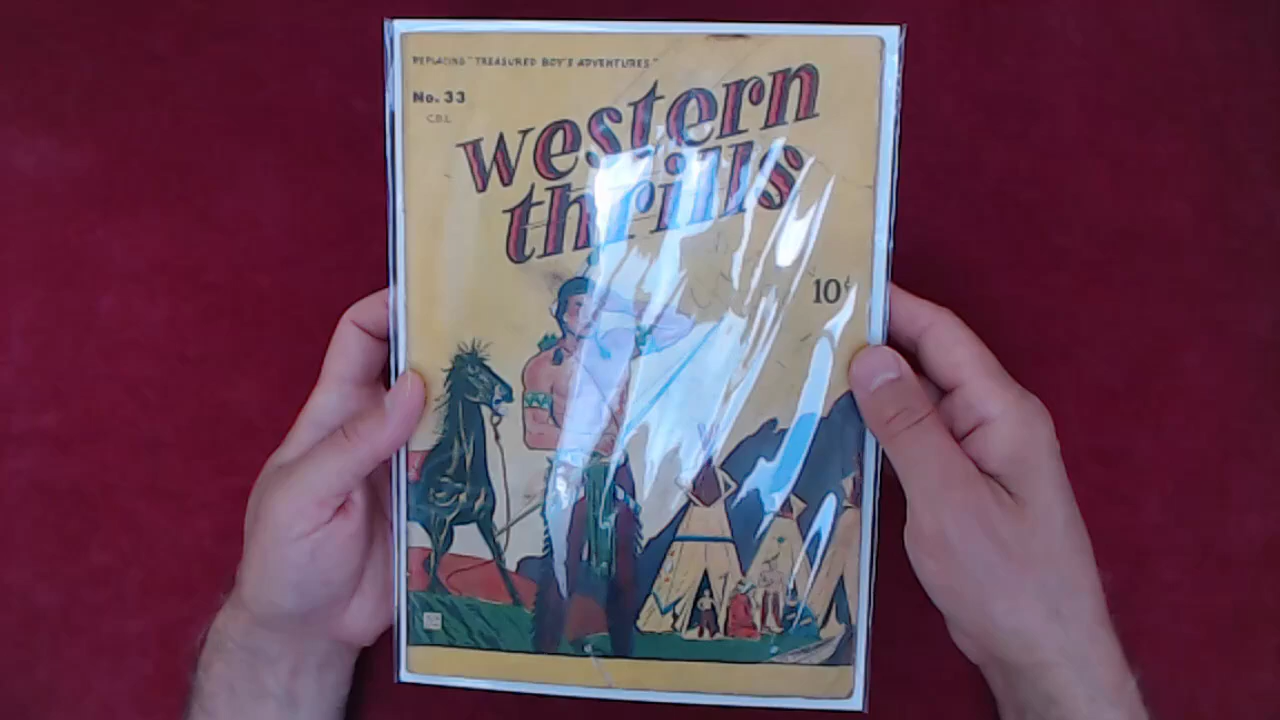 REPLACING "TREASURED BOY'S ADVENTURES"
No. 33
C.D.L
western
thrills
10¢